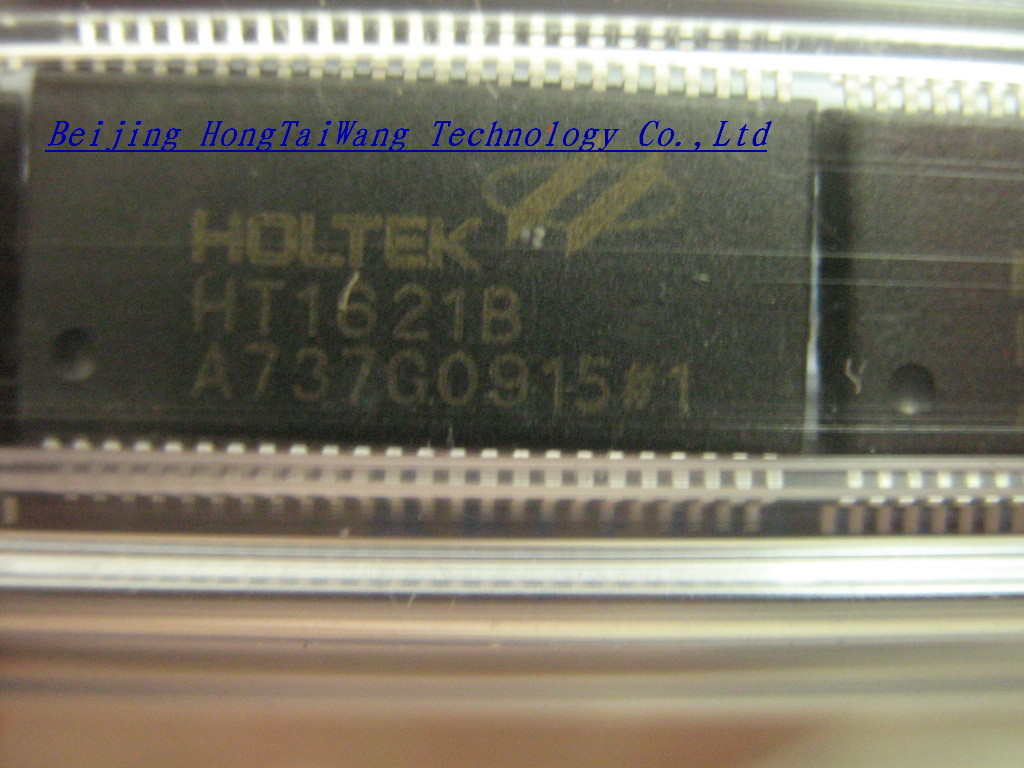 Beijing HongTaiWang Technology Co.,Ltd
HOLTEK
HT1621B
A737G0915#1